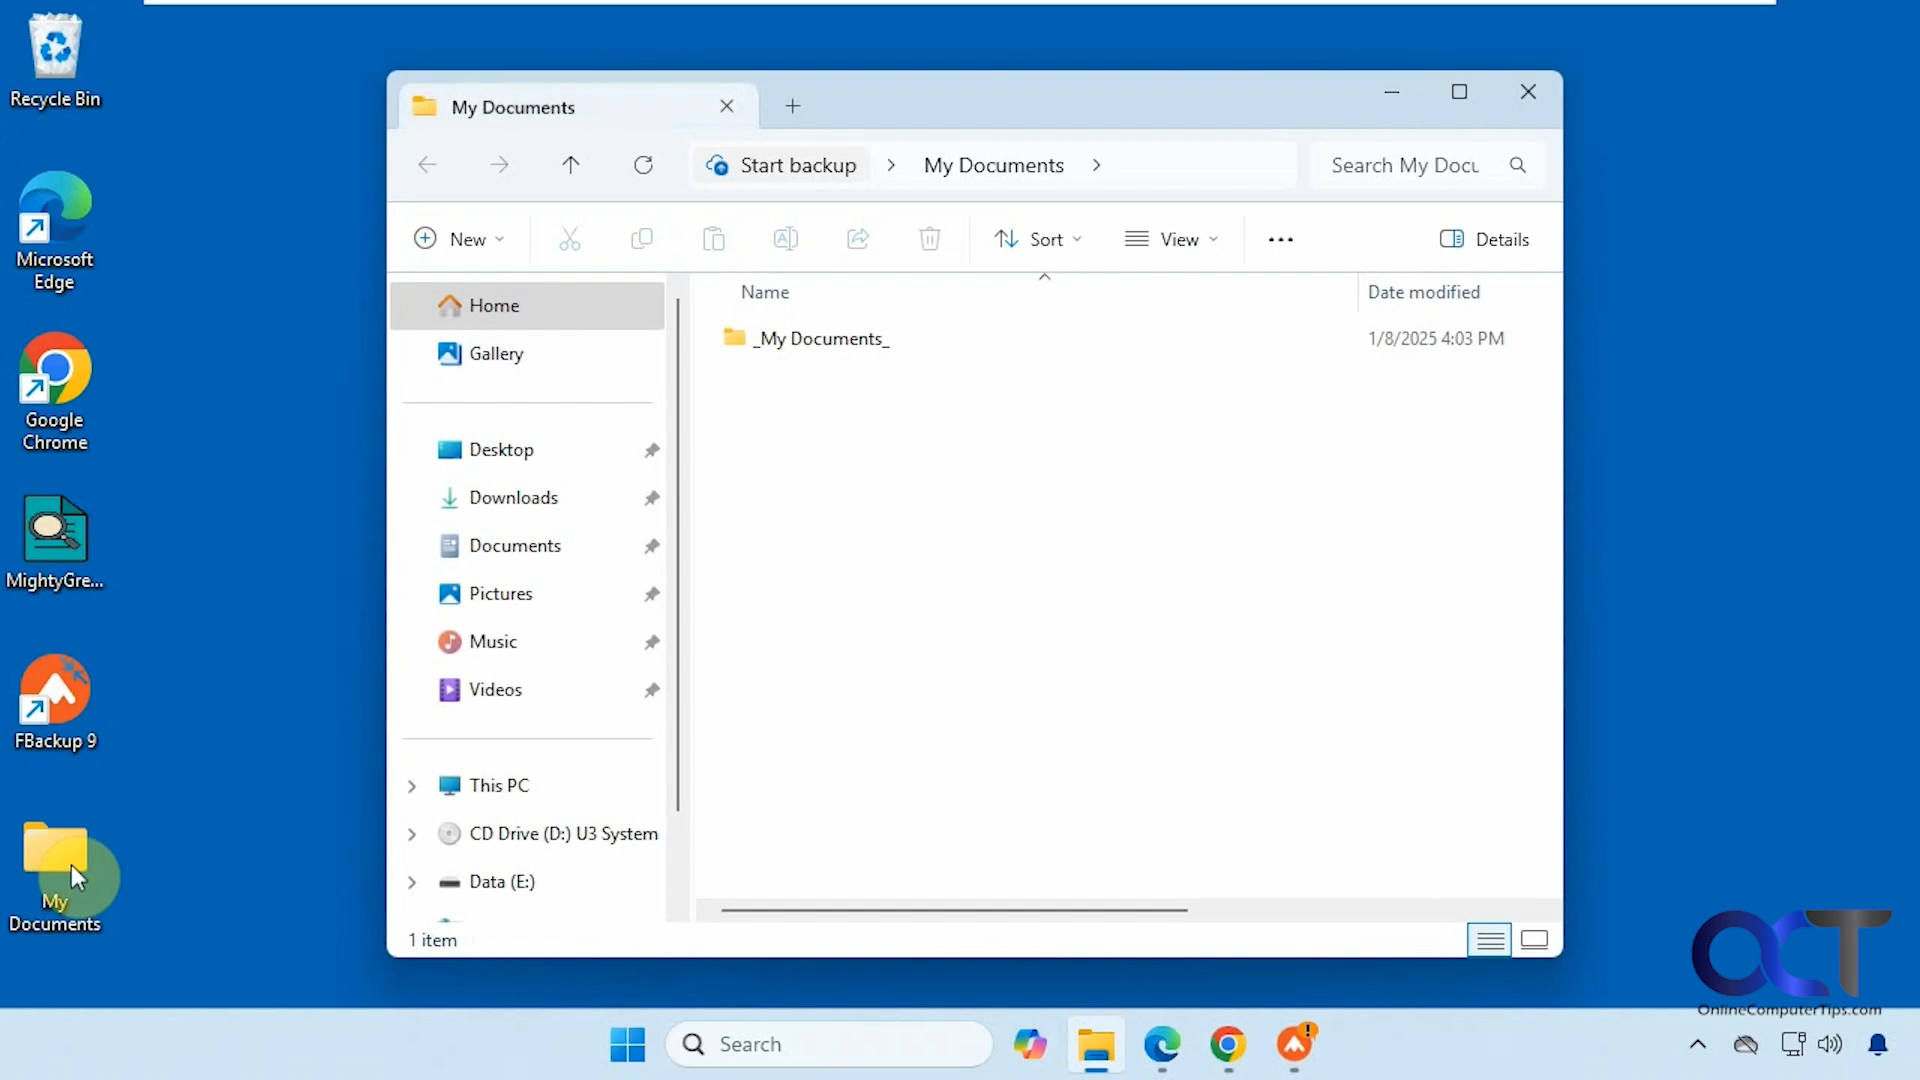 Recycle Bin
Microsoft
Edge
Google
Chrome
MightyGre...
FBackup 9
My
Documents
My Documents
Start backup
My Documents
Search My Docu
New
Sort
View
Details
Name
Date modified
_My Documents_
1/8/2025 4:03 PM
Home
Gallery
Desktop
Downloads
Documents
Pictures
Music
Videos
This PC
CD Drive (D:) U3 System
Data (E:)
1 item
OCT
OnlineComputerTips.com
Search